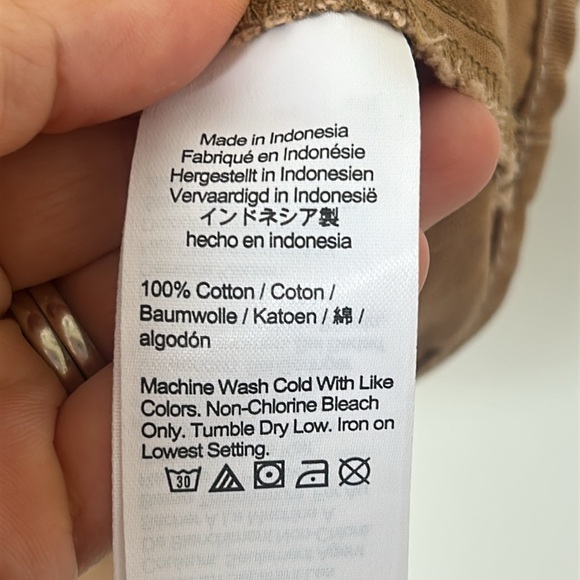 Made in Indonesia
Fabriqué en Indonésie
Hergestellt in Indonesien
Vervaardigd in Indonesië
インドネシア製
hecho en indonesia
100% Cotton / Coton /
Baumwolle / Katoen / 綿 /
algodón
Machine Wash Cold With Like
Colors. Non-Chlorine Bleach
Only. Tumble Dry Low. Iron on
Lowest Setting.
30